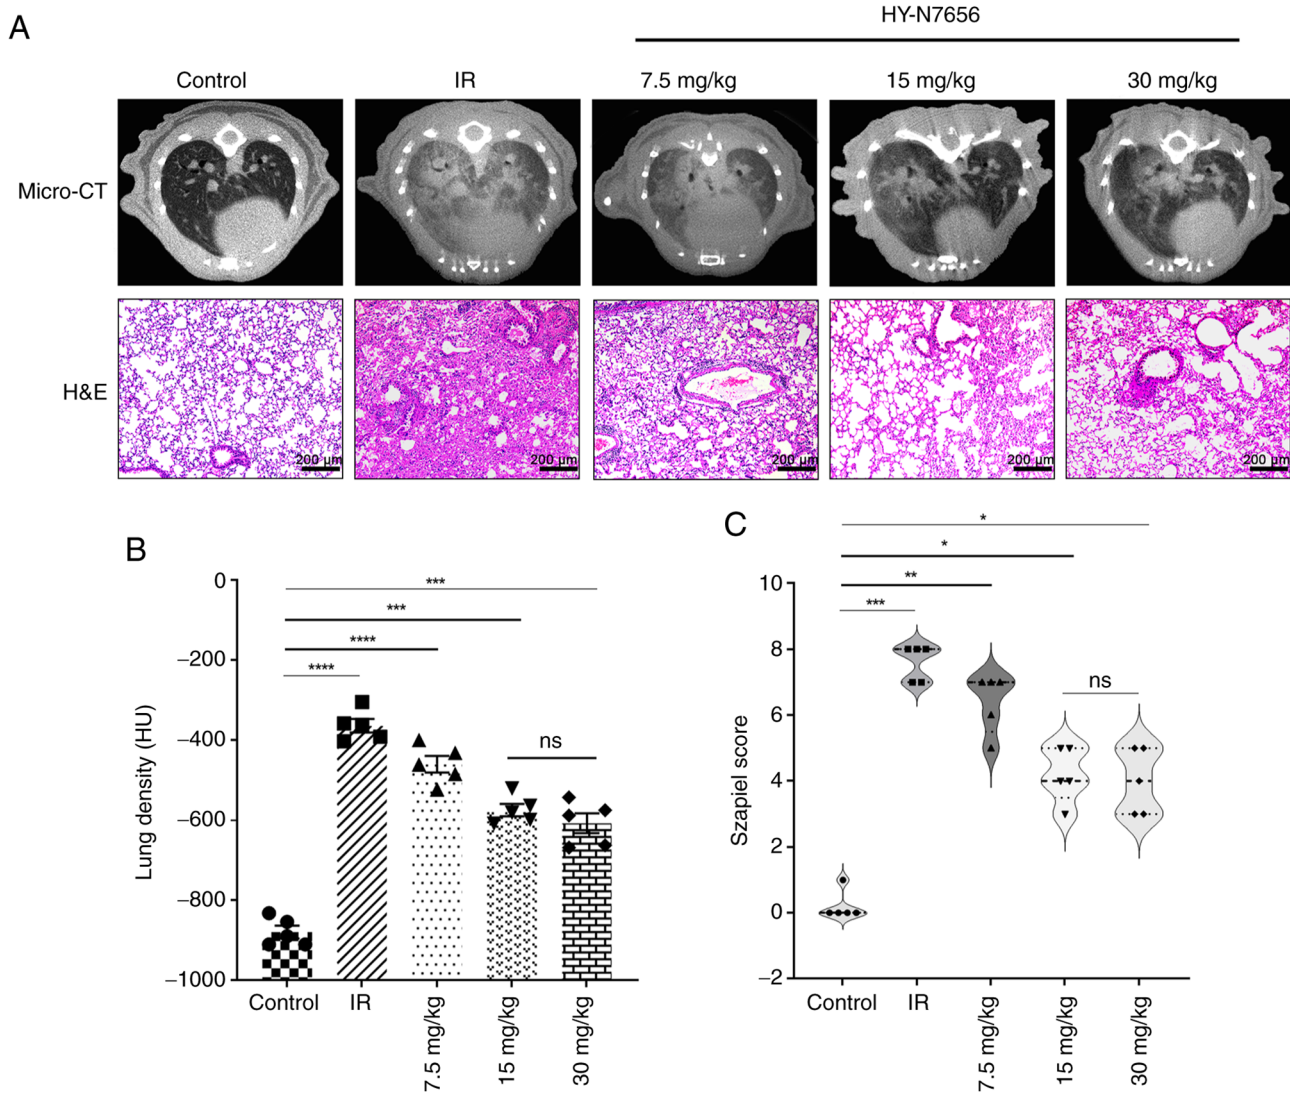 A
HY-N7656
Control IR 7.5 mg/kg 15 mg/kg 30 mg/kg
Micro-CT
H&E
200 µm 200 µm 200 µm 200 µm 200 µm
B
***
***
****
****
ns
Lung density (HU)
0
−200
−400
−600
−800
−1000
Control IR 7.5 mg/kg 15 mg/kg 30 mg/kg
C
*
*
**
***
ns
Szapiel score
10
8
6
4
2
0
−2
Control IR 7.5 mg/kg 15 mg/kg 30 mg/kg